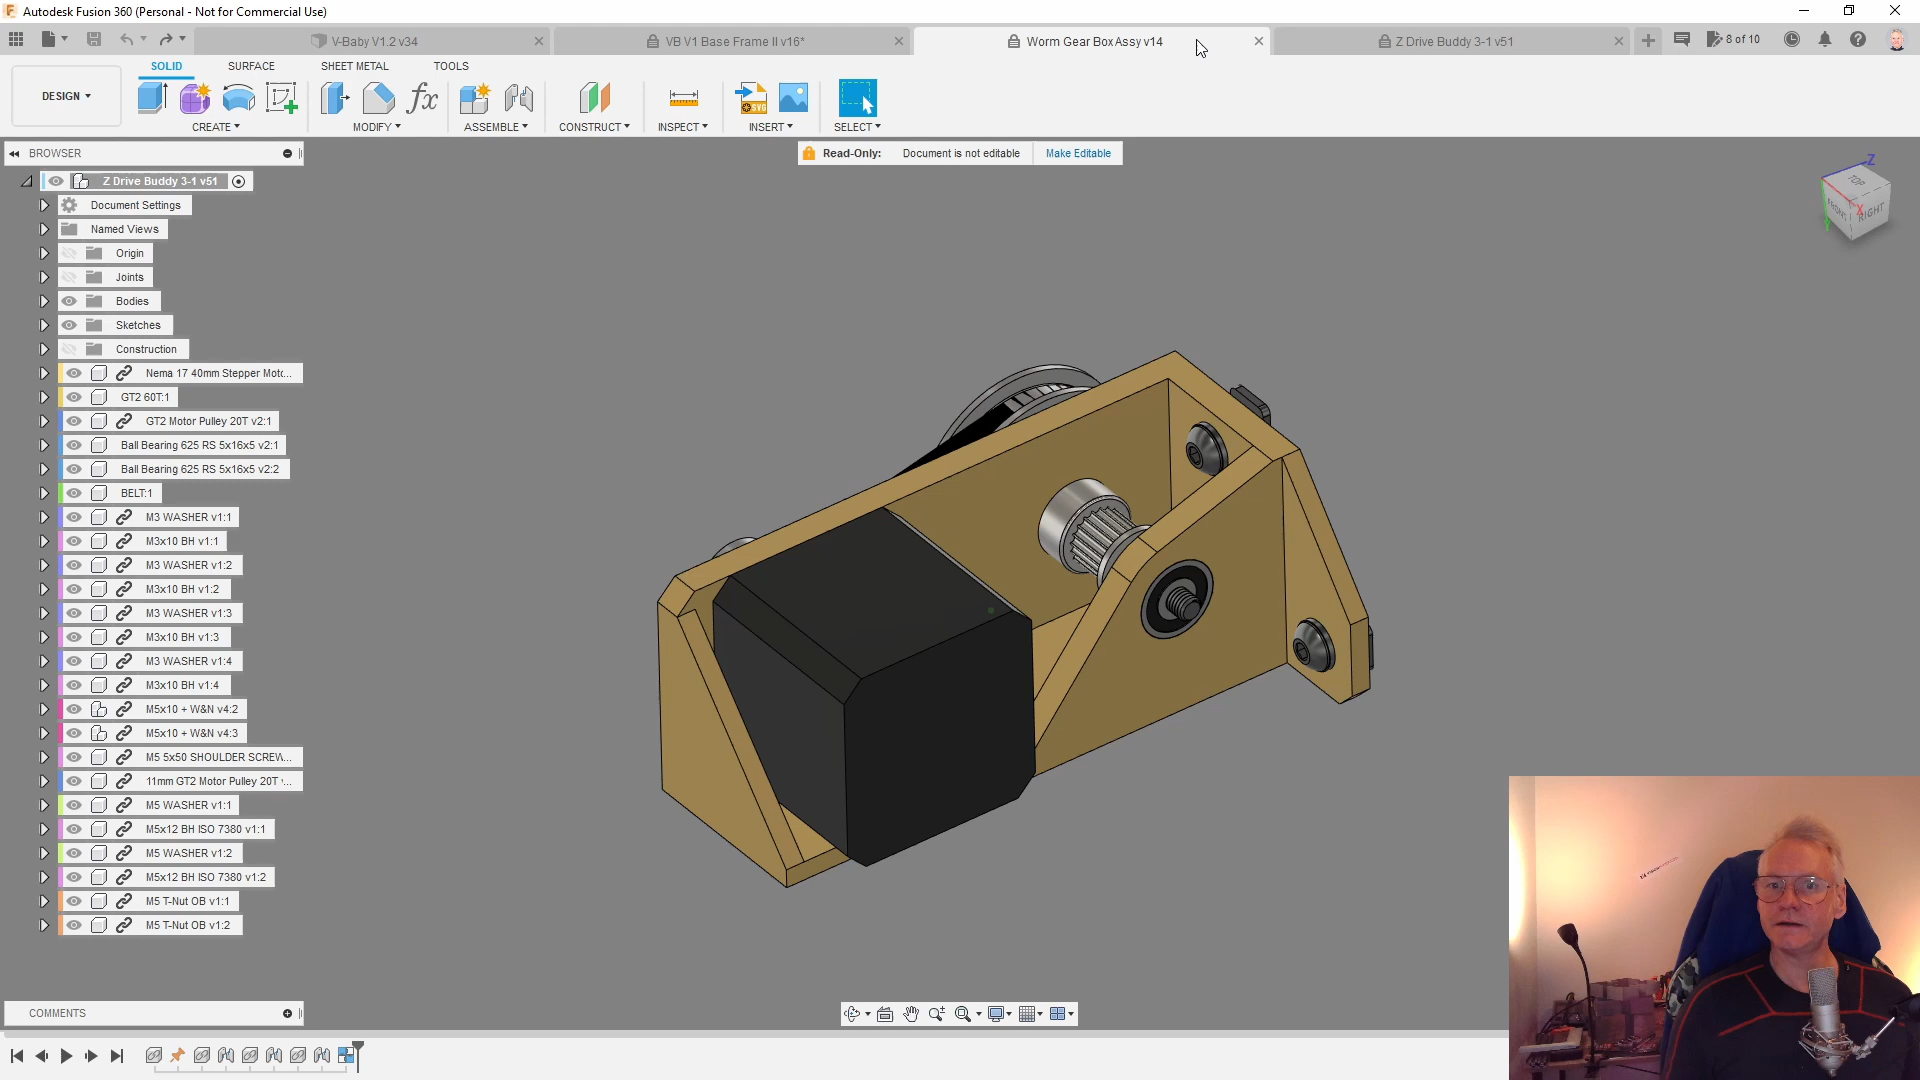 Autodesk Fusion 360 (Personal - Not for Commercial Use)
V-Baby V1.2 v34
VB V1 Base Frame II v16*
Worm Gear Box Assy v14
Z Drive Buddy 3-1 v51
8 of 10
DESIGN
SOLID
SURFACE
SHEET METAL
TOOLS
CREATE
MODIFY
ASSEMBLE
CONSTRUCT
INSPECT
INSERT
SELECT
BROWSER
Read-Only: Document is not editable Make Editable
Z Drive Buddy 3-1 v51
Document Settings
Named Views
Origin
Joints
Bodies
Sketches
Construction
Nema 17 40mm Stepper Moto...
GT2 60T:1
GT2 Motor Pulley 20T v2:1
Ball Bearing 625 RS 5x16x5 v2:1
Ball Bearing 625 RS 5x16x5 v2:2
BELT:1
M3 WASHER v1:1
M3x10 BH v1:1
M3 WASHER v1:2
M3x10 BH v1:2
M3 WASHER v1:3
M3x10 BH v1:3
M3 WASHER v1:4
M3x10 BH v1:4
M5x10 + W&N v4:2
M5x10 + W&N v4:3
M5 5x50 SHOULDER SCREW...
11mm GT2 Motor Pulley 20T v...
M5 WASHER v1:1
M5x12 BH ISO 7380 v1:1
M5 WASHER v1:2
M5x12 BH ISO 7380 v1:2
M5 T-Nut OB v1:1
M5 T-Nut OB v1:2
COMMENTS
Z
TOP
FRONT
X
RIGHT
Y
SVG
fx